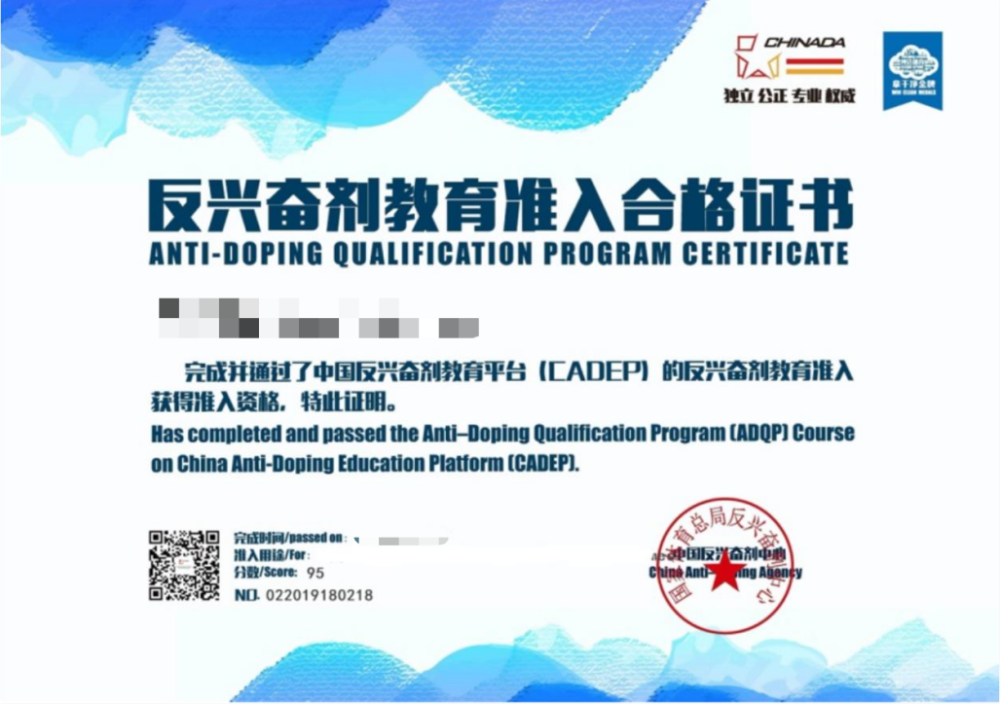 CHINADA
独立 公正 专业 权威
拿干净金牌
WIN CLEAN MEDALS
反兴奋剂教育准入合格证书
ANTI-DOPING QUALIFICATION PROGRAM CERTIFICATE
完成并通过了中国反兴奋剂教育平台（CADEP）的反兴奋剂教育准入
获得准入资格，特此证明。
Has completed and passed the Anti–Doping Qualification Program (ADQP) Course
on China Anti-Doping Education Platform (CADEP).
完成时间/passed on：
准入用途/For：
分数/Score： 95
NO. 022019180218
国家体育总局反兴奋剂中心
中国反兴奋剂中心
China Anti- ing Agency